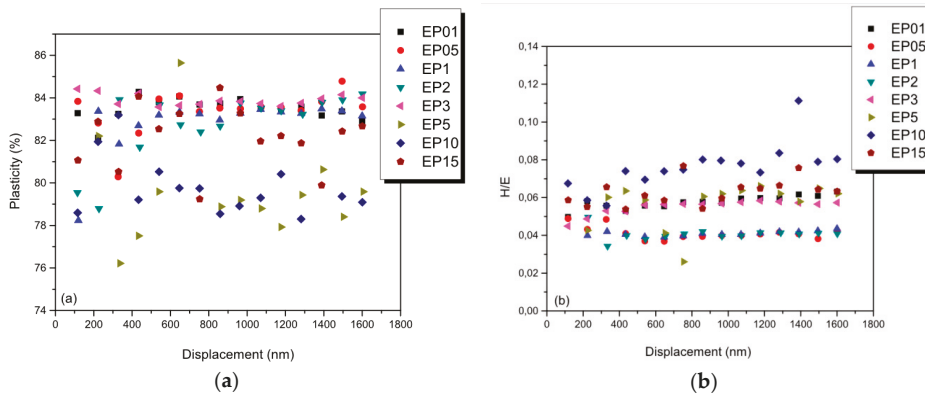 EP01
EP05
EP1
EP2
EP3
EP5
EP10
EP15
86
84
82
80
78
76
74
Plasticity (%)
(a)
0 200 400 600 800 1000 1200 1400 1600 1800
Displacement (nm)
(a)
EP01
EP05
EP1
EP2
EP3
EP5
EP10
EP15
0,14
0,12
0,10
0,08
0,06
0,04
0,02
0,00
H/E
(b)
0 200 400 600 800 1000 1200 1400 1600 1800
Displacement (nm)
(b)